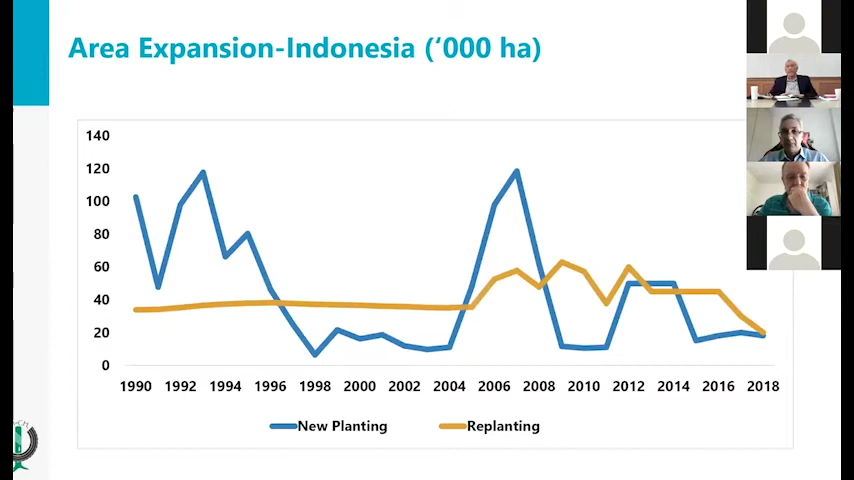 Area Expansion-Indonesia (‘000 ha)
140
120
100
80
60
40
20
0
1990 1992 1994 1996 1998 2000 2002 2004 2006 2008 2010 2012 2014 2016 2018
New Planting Replanting